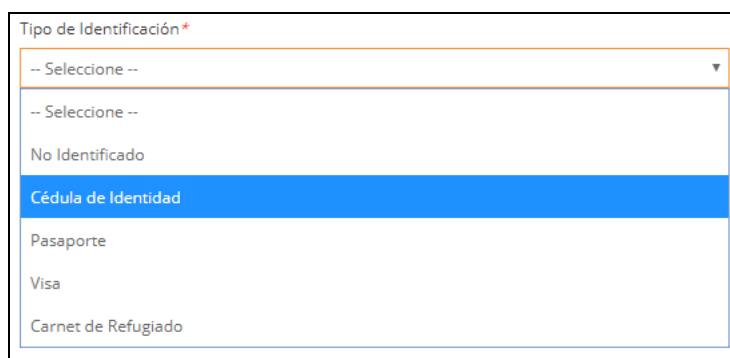 Tipo de Identificación*
-- Seleccione --
-- Seleccione --
No Identificado
Cédula de Identidad
Pasaporte
Visa
Carnet de Refugiado